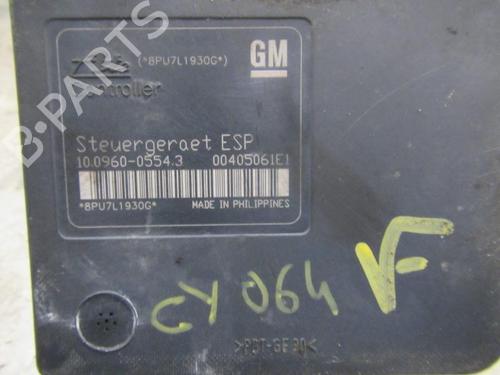 (*8PU7L1930G*)
GM
Controller
Steuergeraet ESP
10.0960-0554.3 00405061E1
*8PU7L1930G*
MADE IN PHILIPPINES
CY 064 VF
>PBT-GF30<
B-PARTS